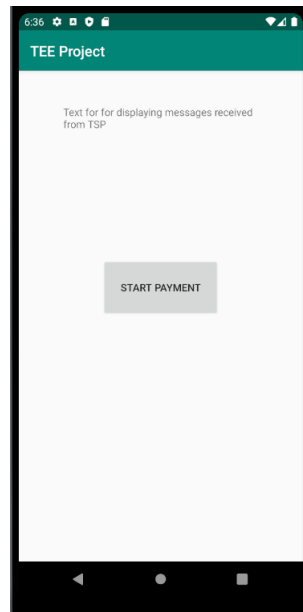 6:36
TEE Project
Text for for displaying messages received
from TSP
START PAYMENT